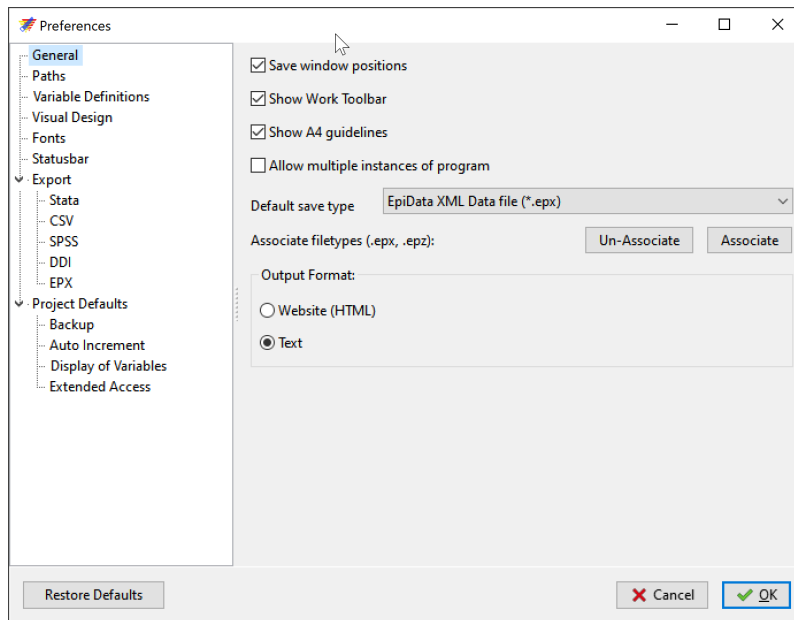 Preferences
General
Paths
Variable Definitions
Visual Design
Fonts
Statusbar
Export
Stata
CSV
SPSS
DDI
EPX
Project Defaults
Backup
Auto Increment
Display of Variables
Extended Access
Save window positions
Show Work Toolbar
Show A4 guidelines
Allow multiple instances of program
Default save type EpiData XML Data file (*.epx)
Associate filetypes (.epx, .epz): Un-Associate Associate
Output Format:
Website (HTML)
Text
Restore Defaults Cancel OK